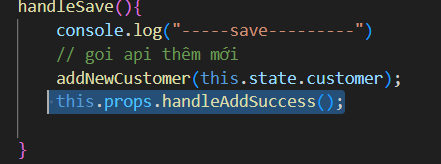 handleSave(){
console.log("-----save---------")
// goi api thêm mới
addNewCustomer(this.state.customer);
this.props.handleAddSuccess();
}